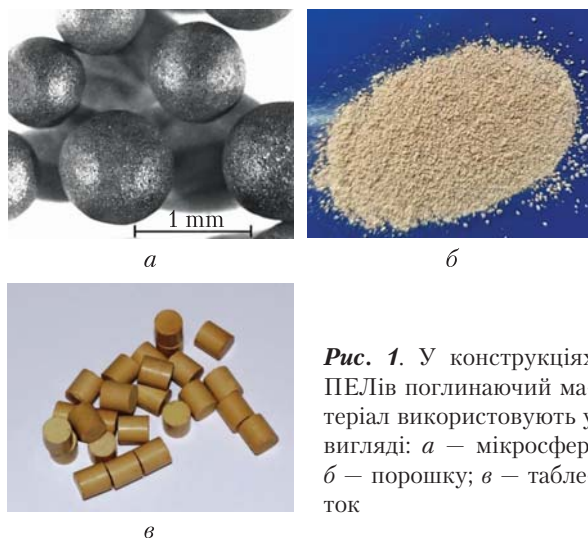 1 mm
а
б
в
Рис. 1. У конструкціях
ПЕЛів поглинаючий ма-
теріал використовують у
вигляді: а — мікросфер;
б — порошку; в — табле-
ток